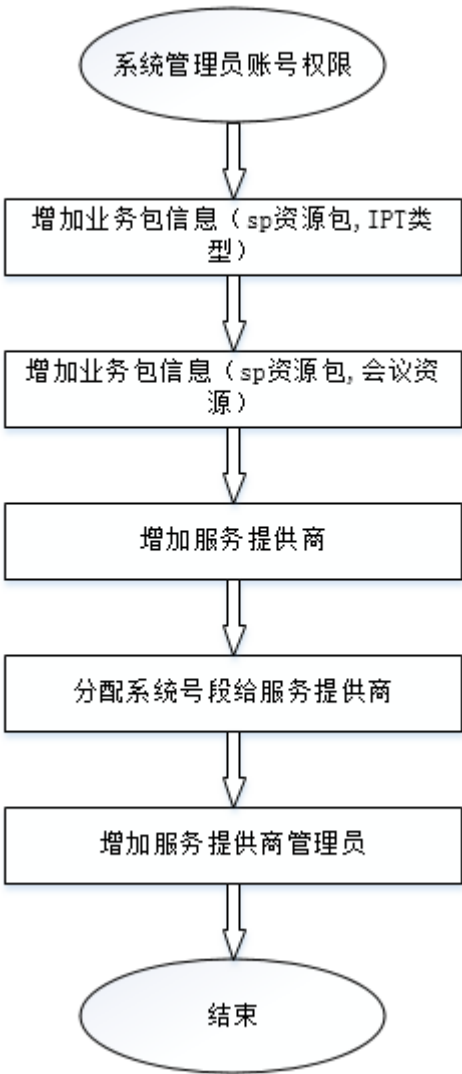 系统管理员账号权限
增加业务包信息（sp资源包,IPT类
型）
增加业务包信息（sp资源包,会议资
源）
增加服务提供商
分配系统号段给服务提供商
增加服务提供商管理员
结束